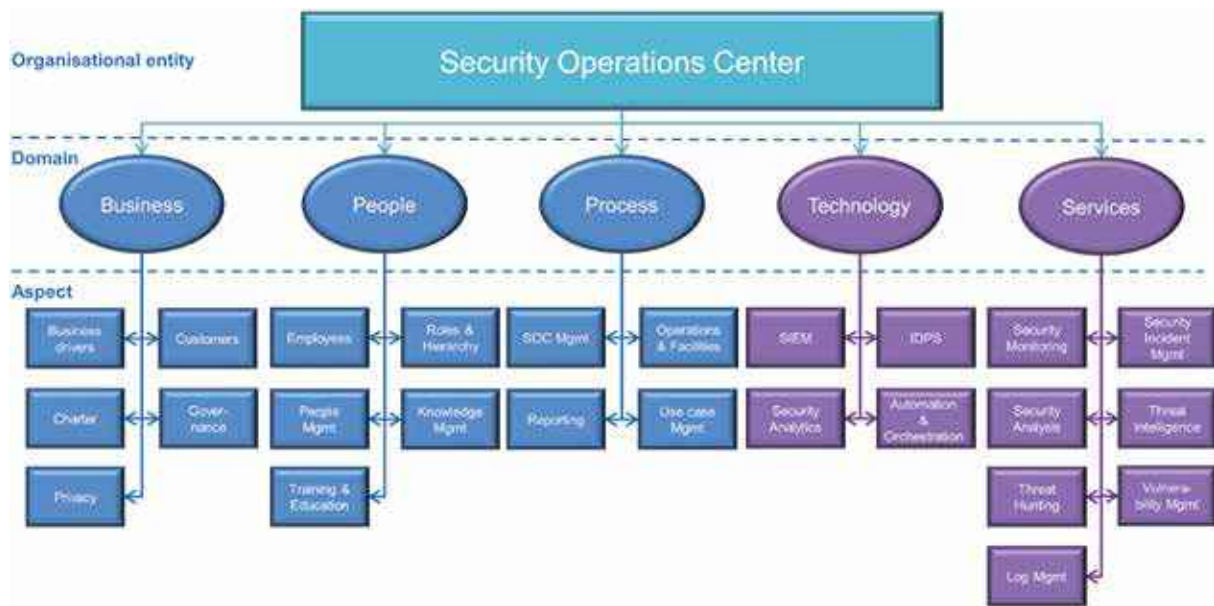 Organisational entity
Security Operations Center
Domain
Business
People
Process
Technology
Services
Aspect
Business
drivers
Customers
Employees
Roles &
Hierarchy
SOC Mgmt
Operations
& Facilities
SIEM
IDPS
Security
Monitoring
Security
Incident
Mgmt
Charter
Gover-
nance
People
Mgmt
Knowledge
Mgmt
Reporting
Use case
Mgmt
Security
Analytics
Automation
&
Orchestration
Security
Analysis
Threat
Intelligence
Privacy
Training &
Education
Threat
Hunting
Vulnera-
bility Mgmt
Log Mgmt